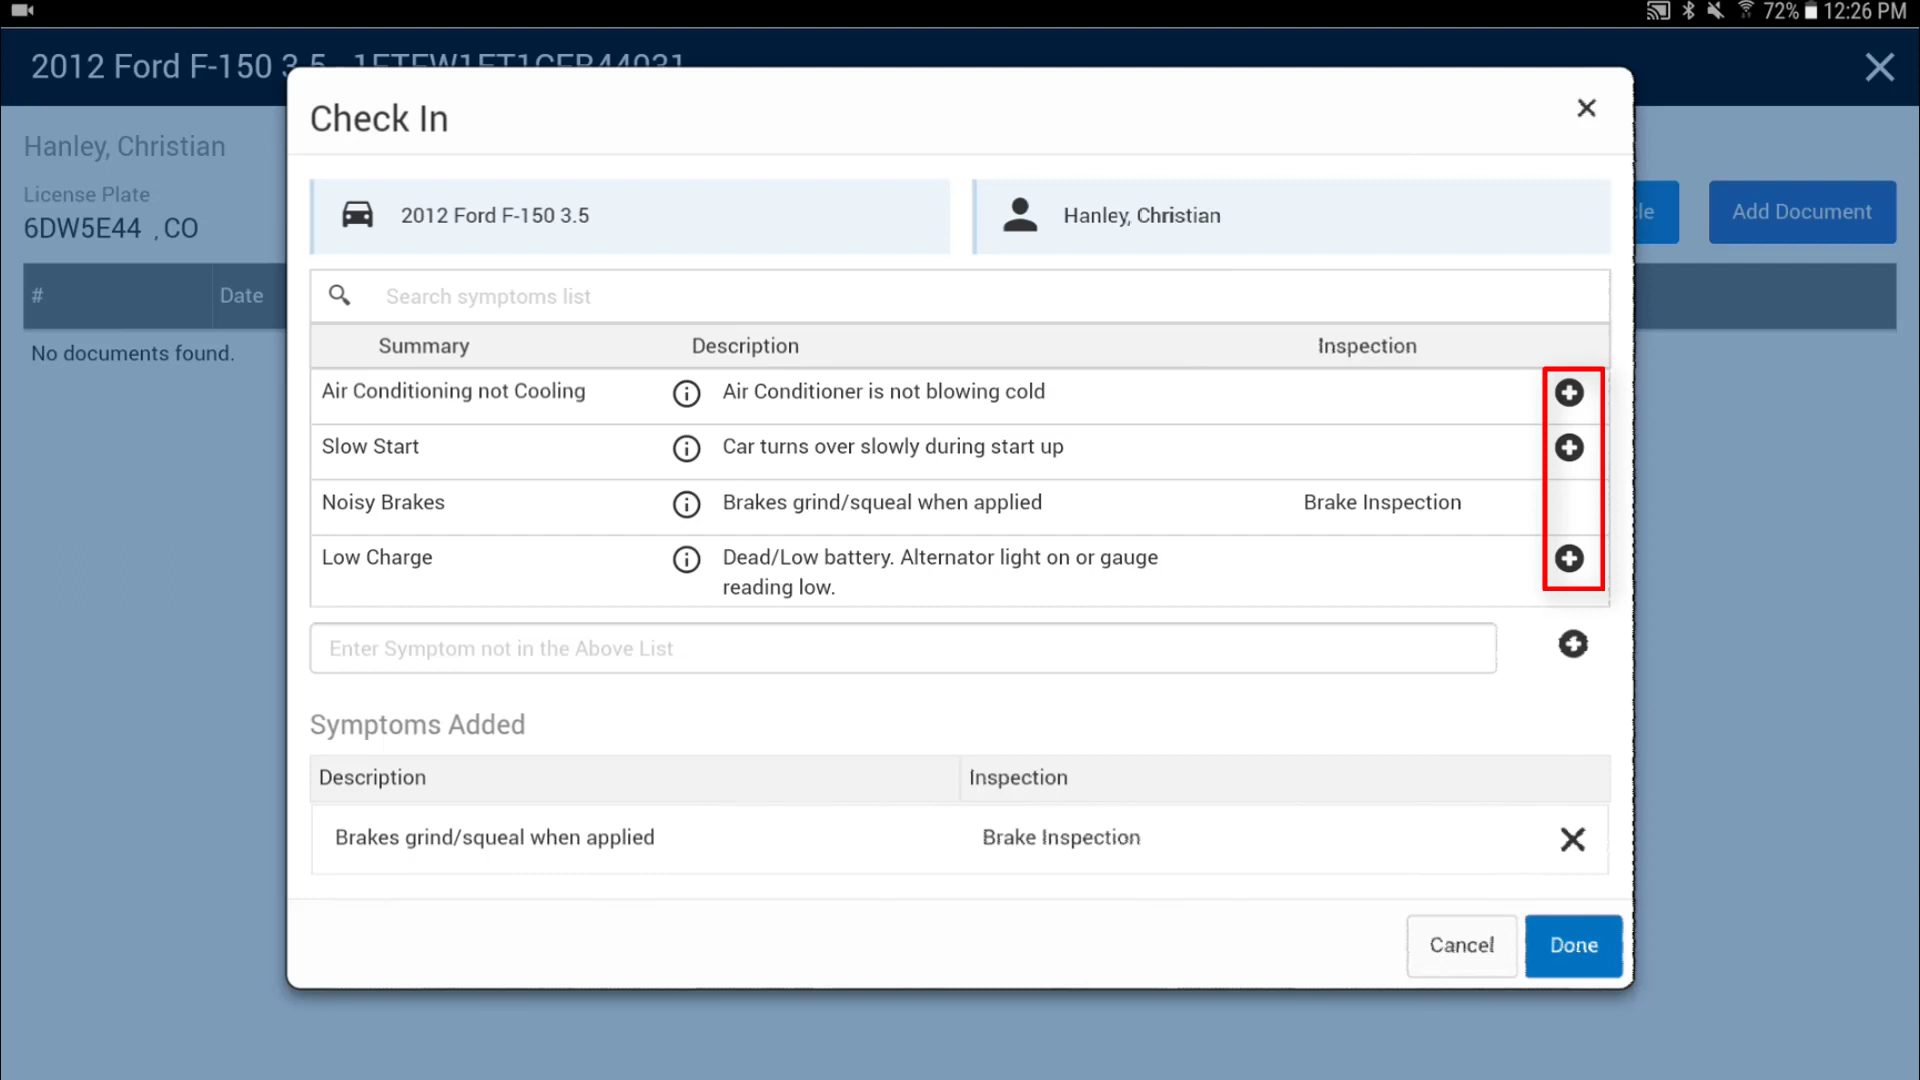 72% 12:26 PM
2012 Ford F-150 3.5
Hanley, Christian
License Plate
6DW5E44 , CO
# Date
No documents found.
Add Document
Check In
2012 Ford F-150 3.5 Hanley, Christian
Search symptoms list
Summary Description Inspection
Air Conditioning not Cooling Air Conditioner is not blowing cold
Slow Start Car turns over slowly during start up
Noisy Brakes Brakes grind/squeal when applied Brake Inspection
Low Charge Dead/Low battery. Alternator light on or gauge
reading low.
Enter Symptom not in the Above List
Symptoms Added
Description Inspection
Brakes grind/squeal when applied Brake Inspection
Cancel Done